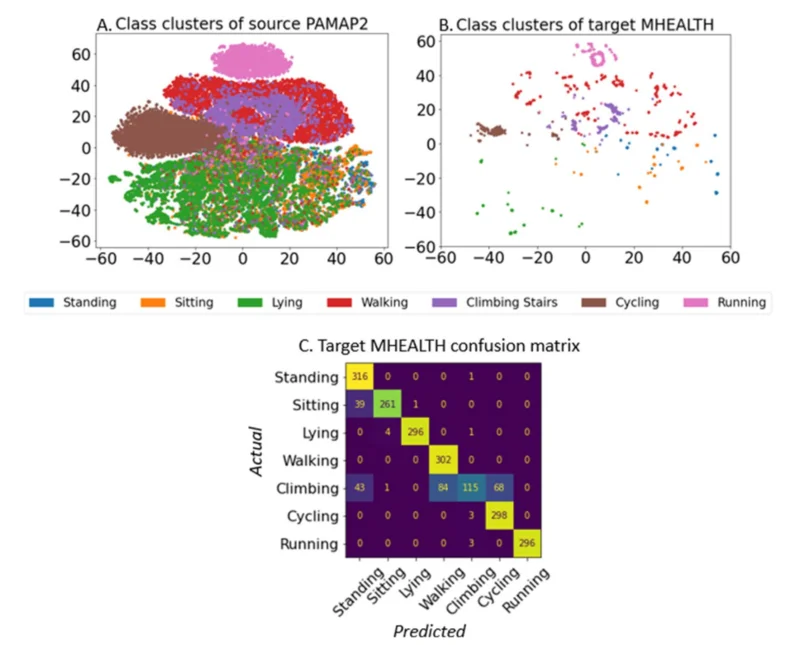 A. Class clusters of source PAMAP2
B. Class clusters of target MHEALTH
60
40
20
0
−20
−40
−60
−60 −40 −20 0 20 40 60
60
40
20
0
−20
−40
−60
−60 −40 −20 0 20 40 60
Standing Sitting Lying Walking Climbing Stairs Cycling Running
C. Target MHEALTH confusion matrix
Actual
Standing 316 0 0 0 1 0 0
Sitting 39 261 1 0 0 0 0
Lying 0 4 296 0 1 0 0
Walking 0 0 0 302 0 0 0
Climbing 43 1 0 84 115 68 0
Cycling 0 0 0 0 3 298 0
Running 0 0 0 0 3 0 296
Standing Sitting Lying Walking Climbing Cycling Running
Predicted